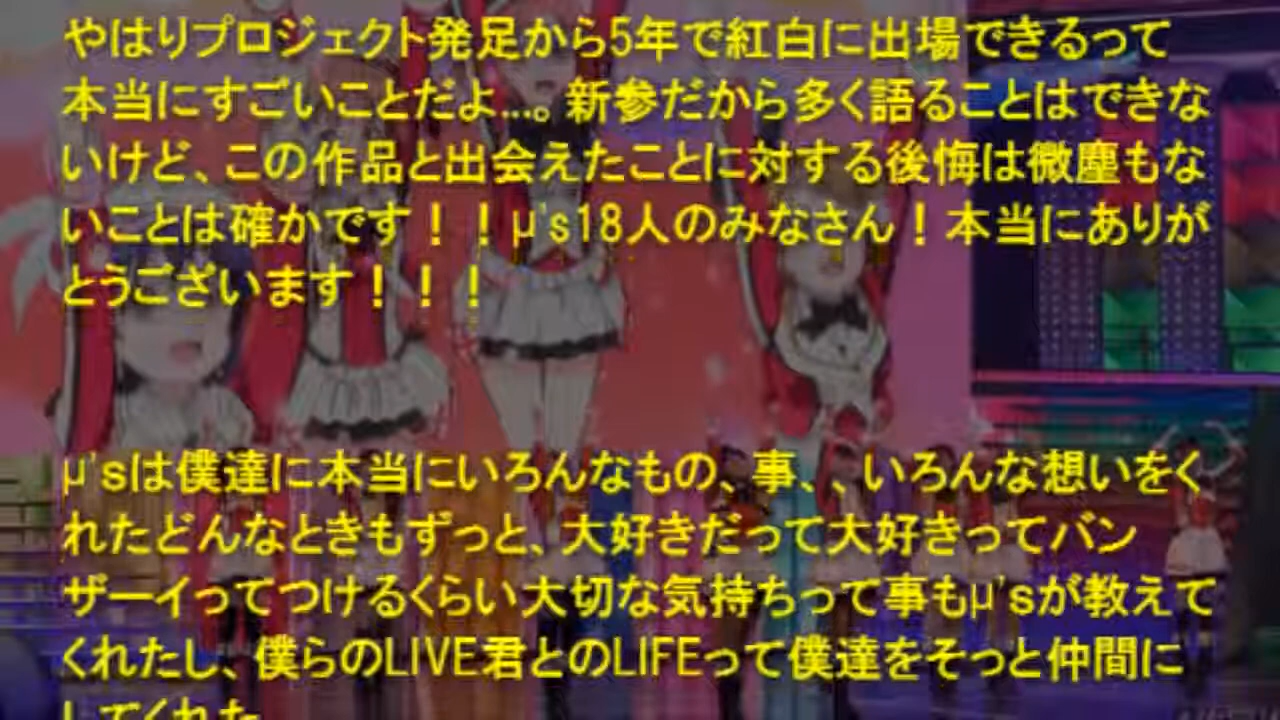 やはりプロジェクト発足から5年で紅白に出場できるって
本当にすごいことだよ...。新参だから多く語ることはできな
いけど、この作品と出会えたことに対する後悔は微塵もな
いことは確かです！！μ's18人のみなさん！本当にありが
とうございます！！！
μ'sは僕達に本当にいろんなもの、事、、いろんな想いをく
れたどんなときもずっと、大好きだって大好きってバン
ザーイってつけるくらい大切な気持ちって事もμ'sが教えて
くれたし、僕らのLIVE君とのLIFEって僕達をそっと仲間に
してくれた